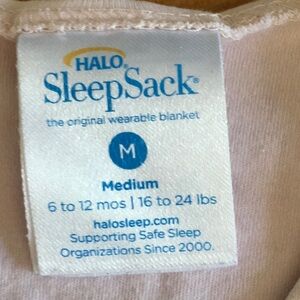 HALO®
SleepSack®
the original wearable blanket
M
Medium
6 to 12 mos | 16 to 24 lbs
halosleep.com
Supporting Safe Sleep
Organizations Since 2000.